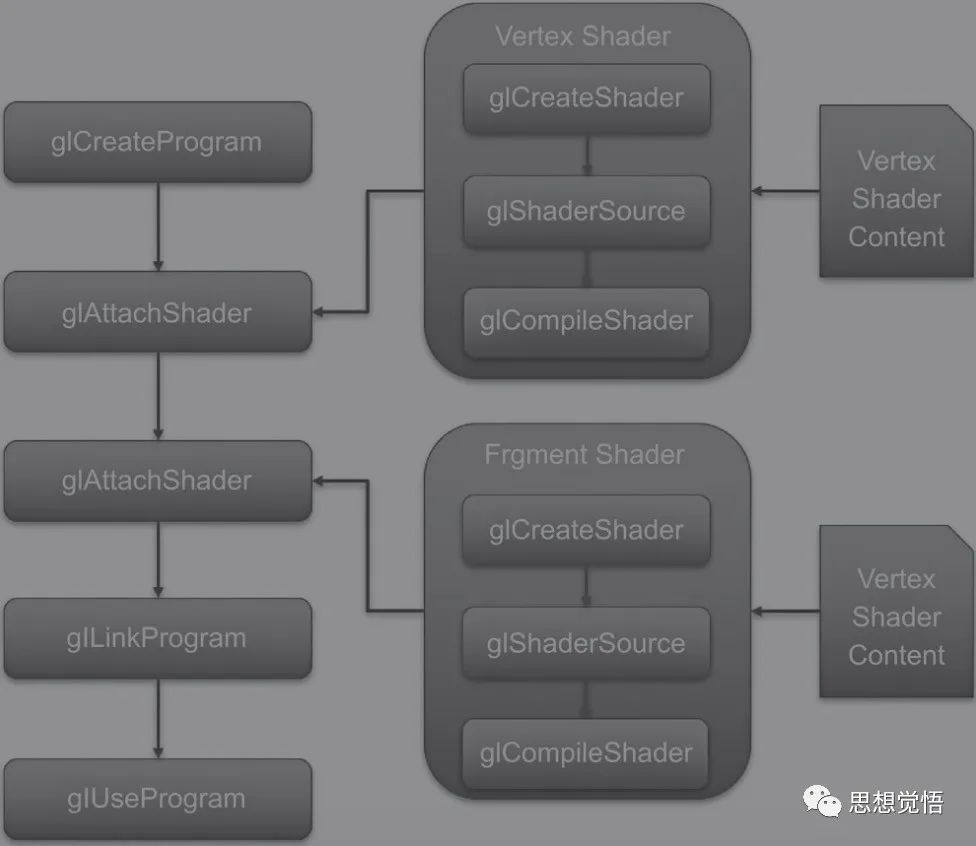 Vertex Shader
glCreateShader
glShaderSource
glCompileShader
Vertex
Shader
Content
glCreateProgram
glAttachShader
glAttachShader
glLinkProgram
glUseProgram
Frgment Shader
glCreateShader
glShaderSource
glCompileShader
Vertex
Shader
Content
思想觉悟